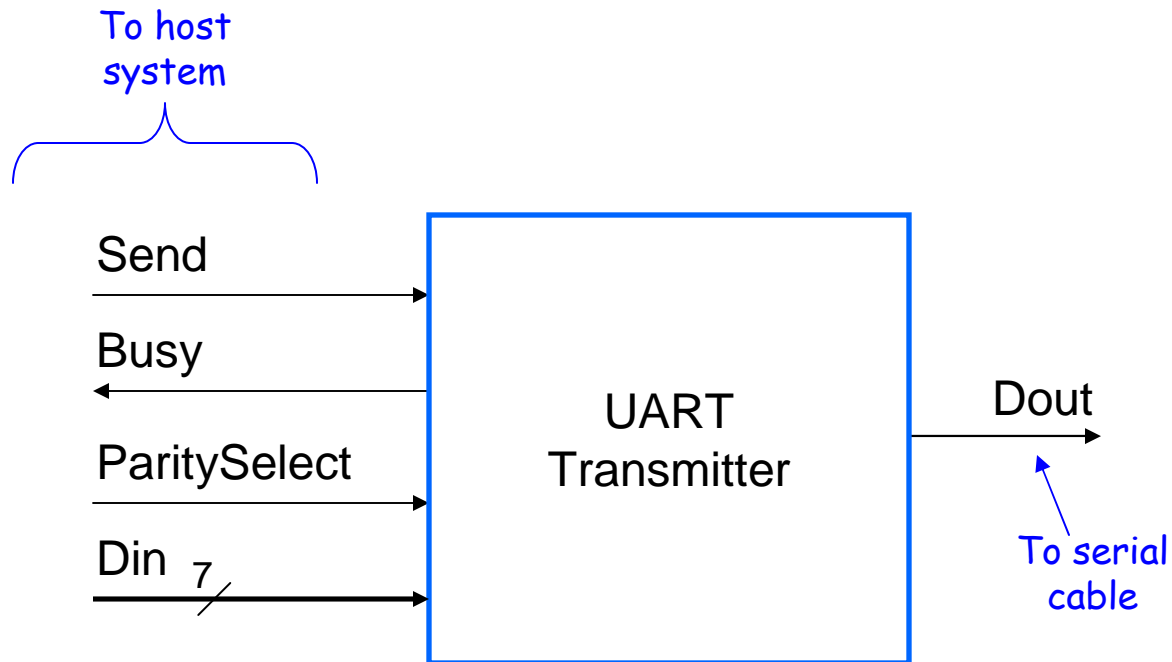 To host
system
Send
Busy
ParitySelect
Din 7
UART
Transmitter
Dout
To serial
cable